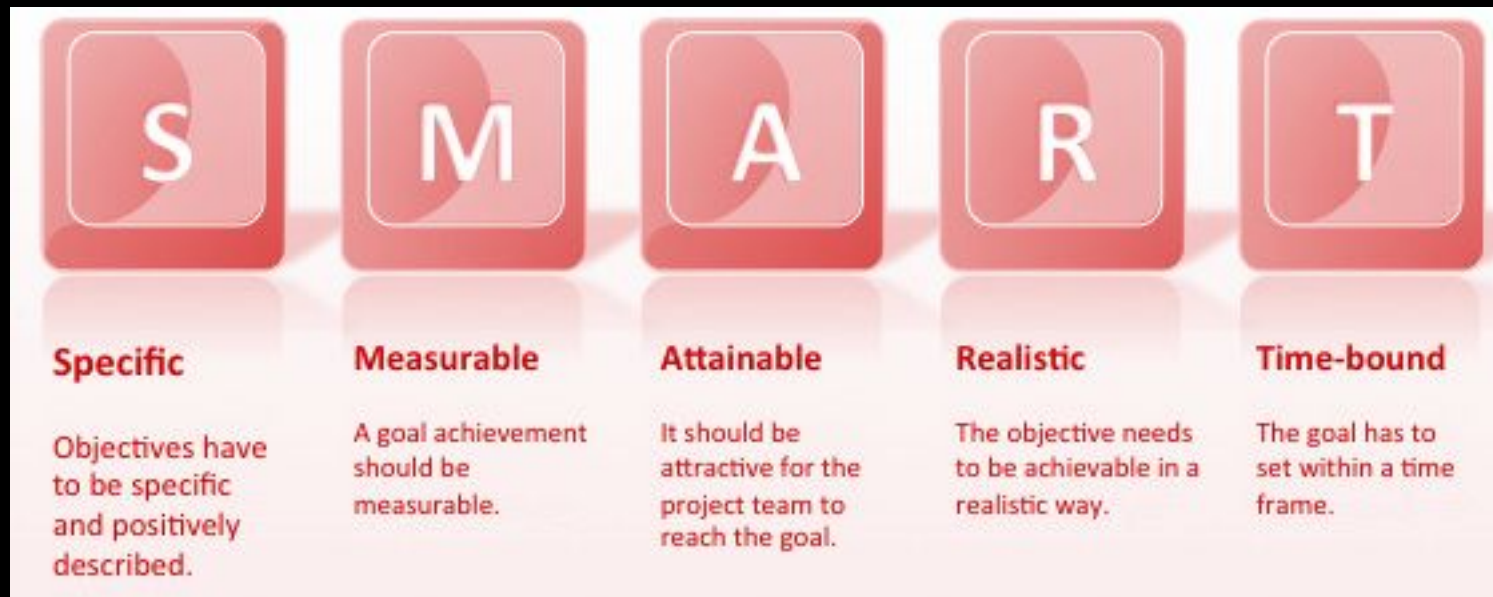 S
M
A
R
T
Specific
Objectives have
to be specific
and positively
described.
Measurable
A goal achievement
should be
measurable.
Attainable
It should be
attractive for the
project team to
reach the goal.
Realistic
The objective needs
to be achievable in a
realistic way.
Time-bound
The goal has to
set within a time
frame.